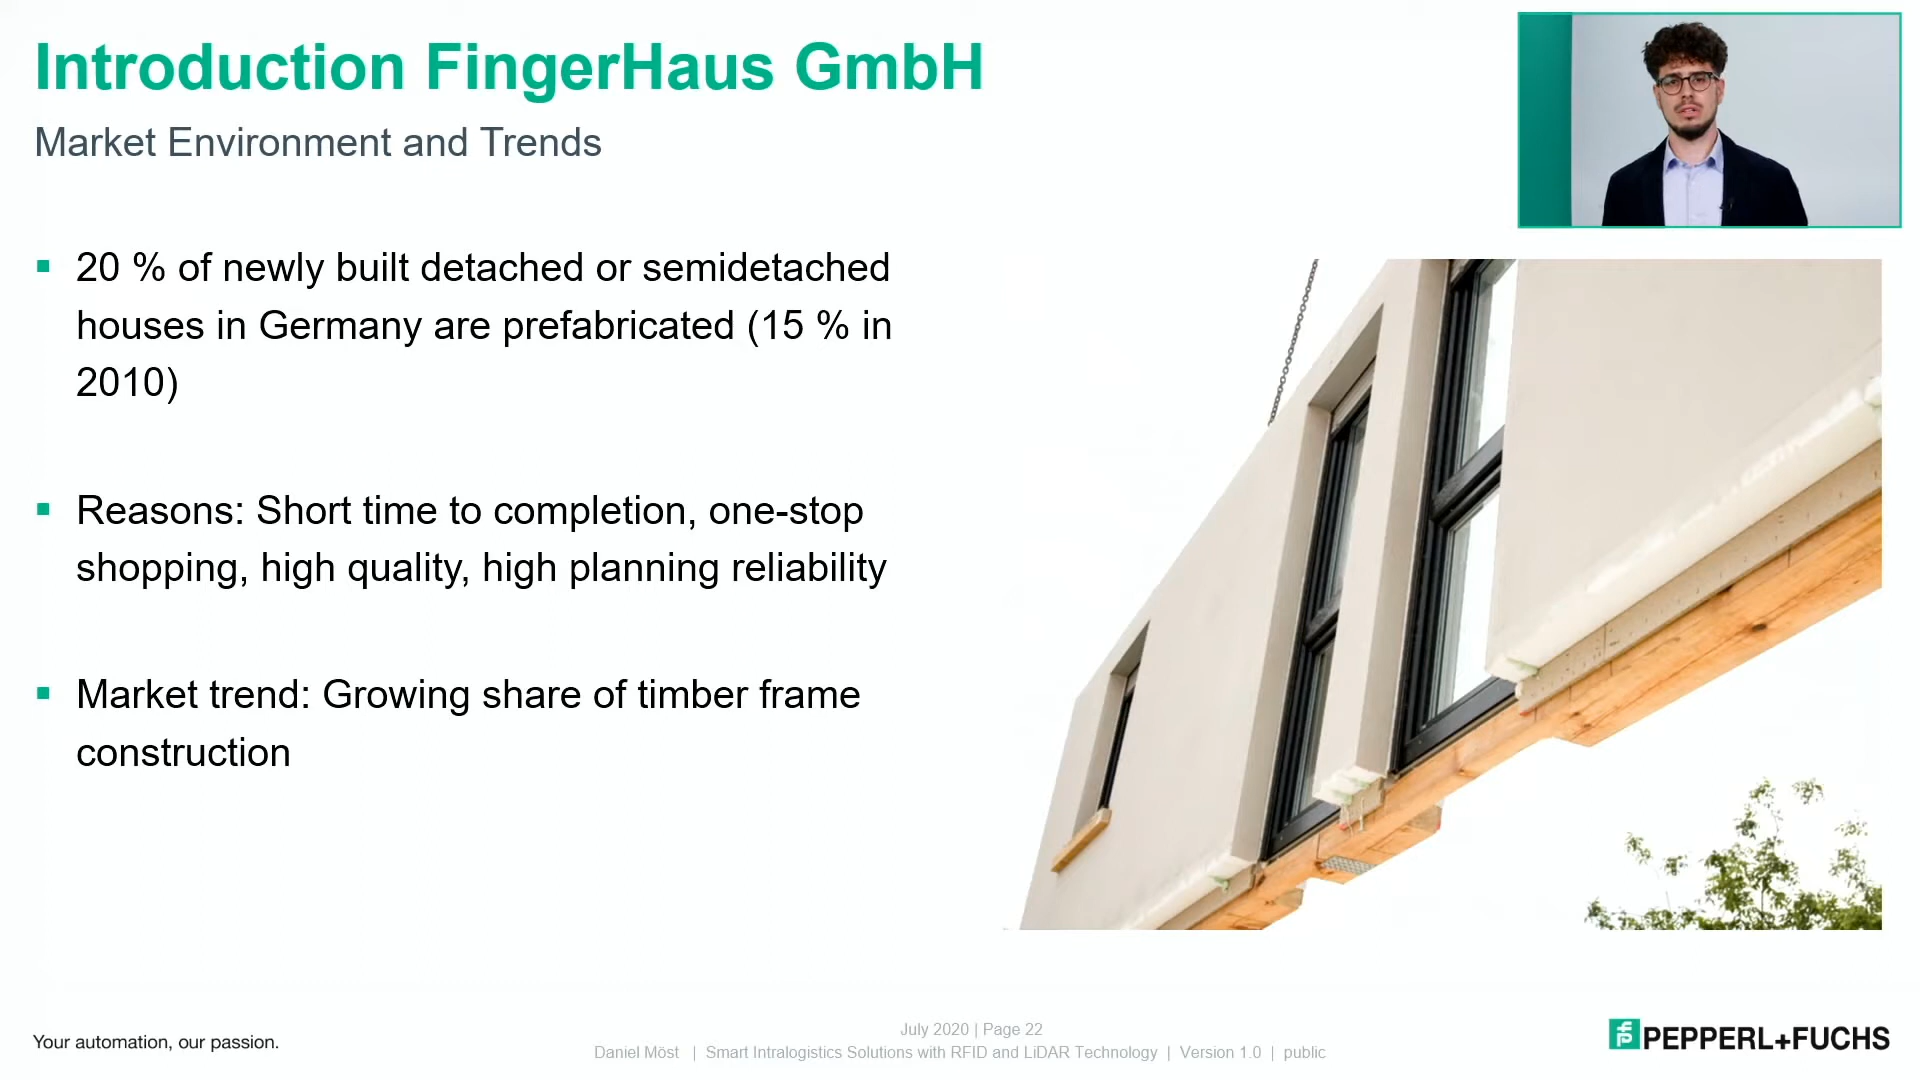 Introduction FingerHaus GmbH
Market Environment and Trends
▪ 20 % of newly built detached or semidetached
houses in Germany are prefabricated (15 % in
2010)
▪ Reasons: Short time to completion, one-stop
shopping, high quality, high planning reliability
▪ Market trend: Growing share of timber frame
construction
Your automation, our passion.
July 2020 | Page 22
Daniel Möst | Smart Intralogistics Solutions with RFID and LiDAR Technology | Version 1.0 | public
PEPPERL+FUCHS